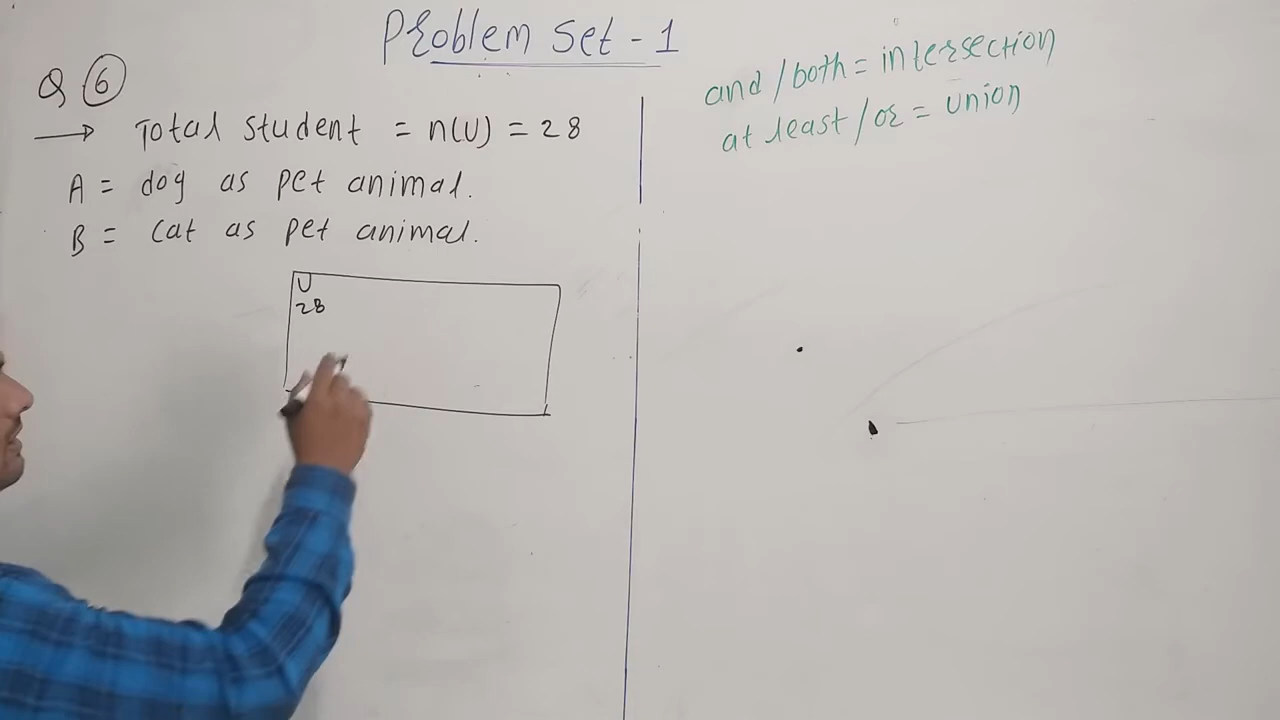 Problem Set - 1
Q 6
→ Total student = n(U) = 28
A = dog as pet animal.
B = Cat as pet animal.
U
28
and / both = intersection
at least / or = union